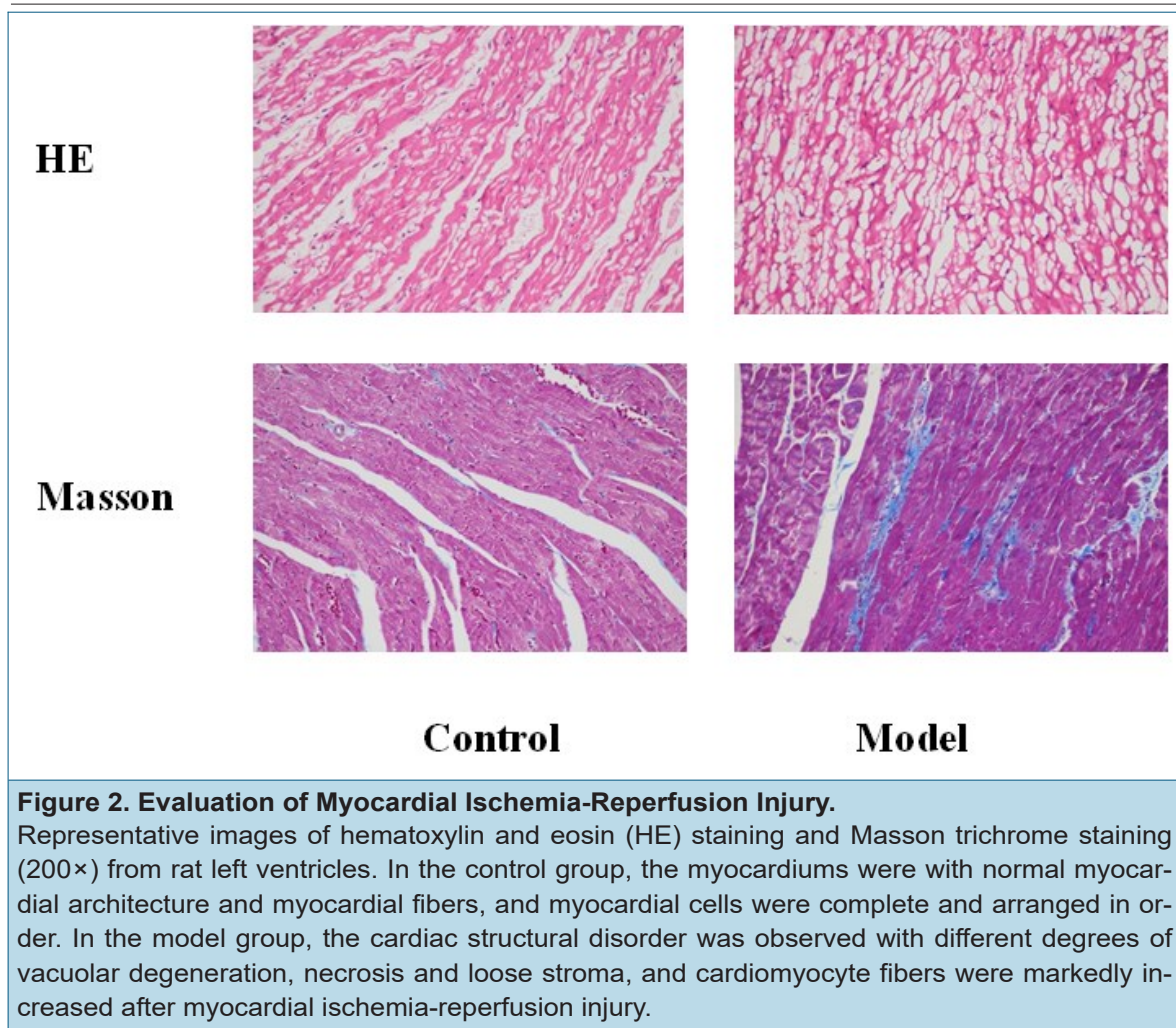 HE
Masson
Control
Model
Figure 2. Evaluation of Myocardial Ischemia-Reperfusion Injury.
Representative images of hematoxylin and eosin (HE) staining and Masson trichrome staining
(200×) from rat left ventricles. In the control group, the myocardiums were with normal myocar-
dial architecture and myocardial fibers, and myocardial cells were complete and arranged in or-
der. In the model group, the cardiac structural disorder was observed with different degrees of
vacuolar degeneration, necrosis and loose stroma, and cardiomyocyte fibers were markedly in-
creased after myocardial ischemia-reperfusion injury.